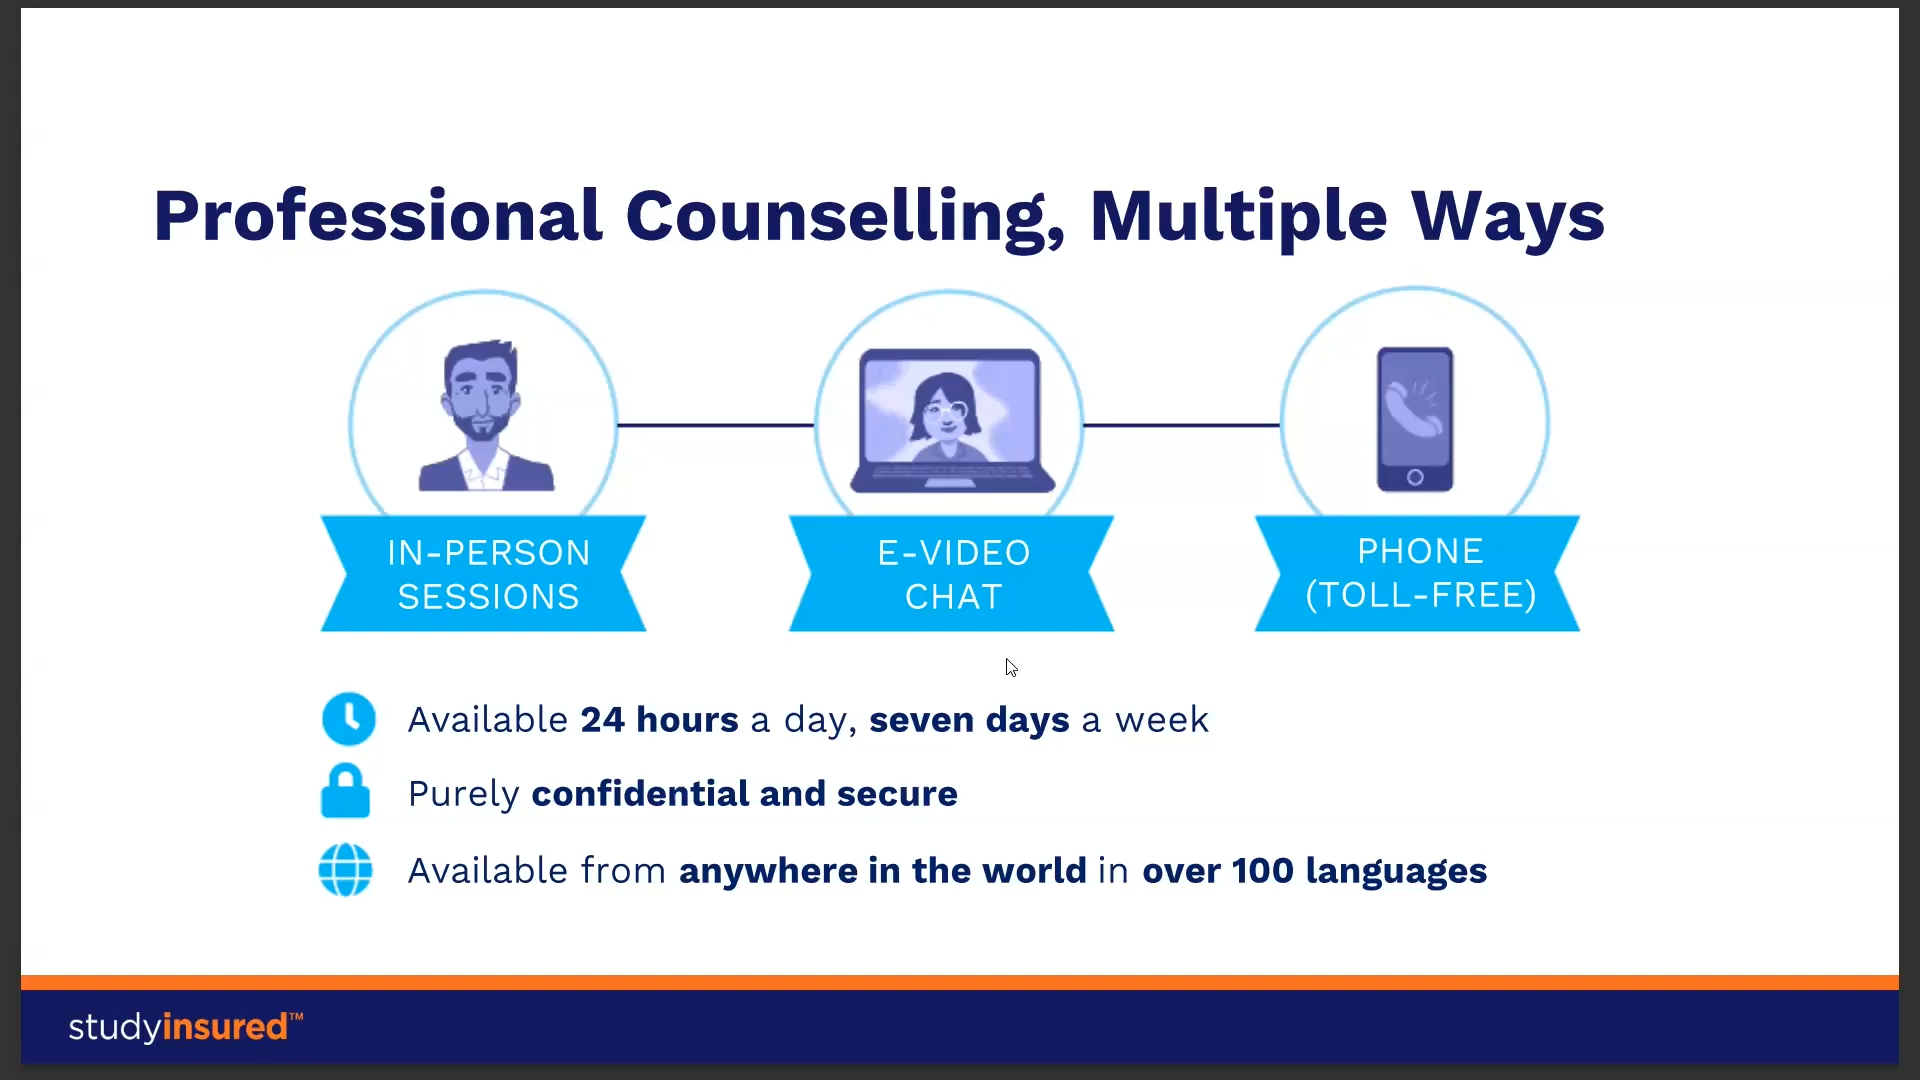 Professional Counselling, Multiple Ways
IN-PERSON
SESSIONS
E-VIDEO
CHAT
PHONE
(TOLL-FREE)
Available 24 hours a day, seven days a week
Purely confidential and secure
Available from anywhere in the world in over 100 languages
studyinsured™